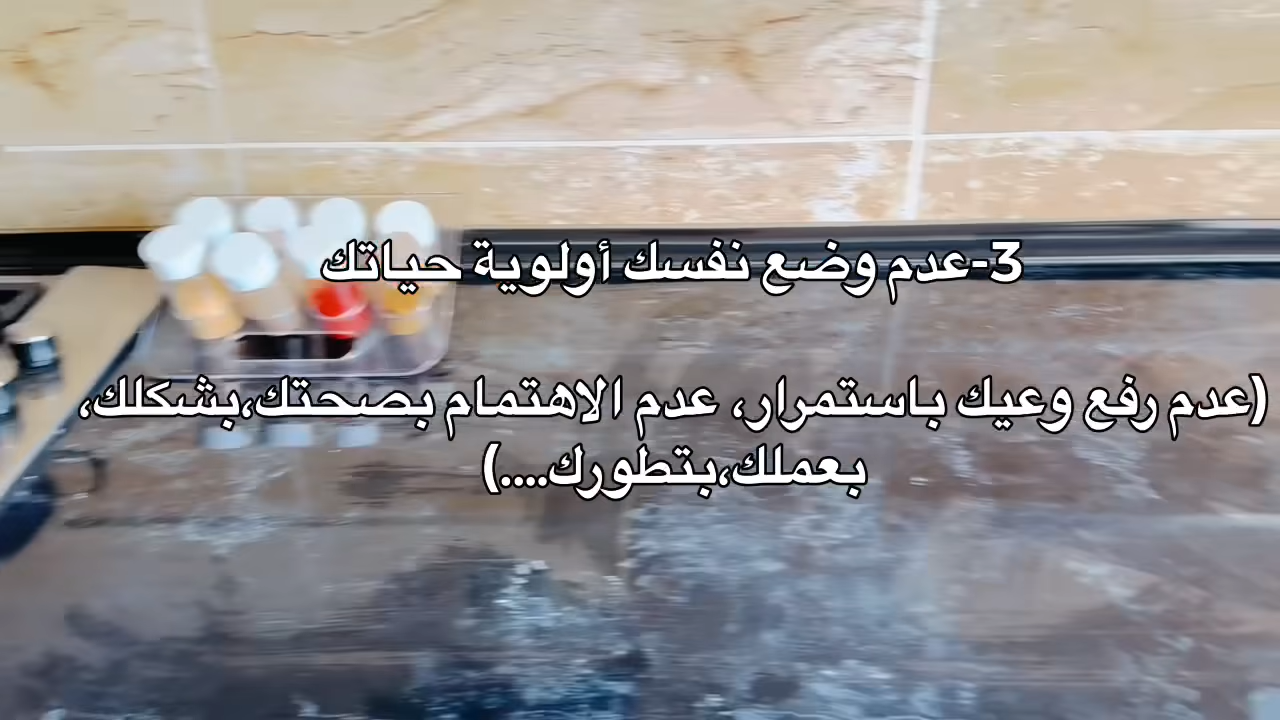 3-عدم وضع نفسك أولوية حياتك
(عدم رفع وعيك باستمرار، عدم الاهتمام بصحتك،بشكلك،
بعملك،بتطورك....)